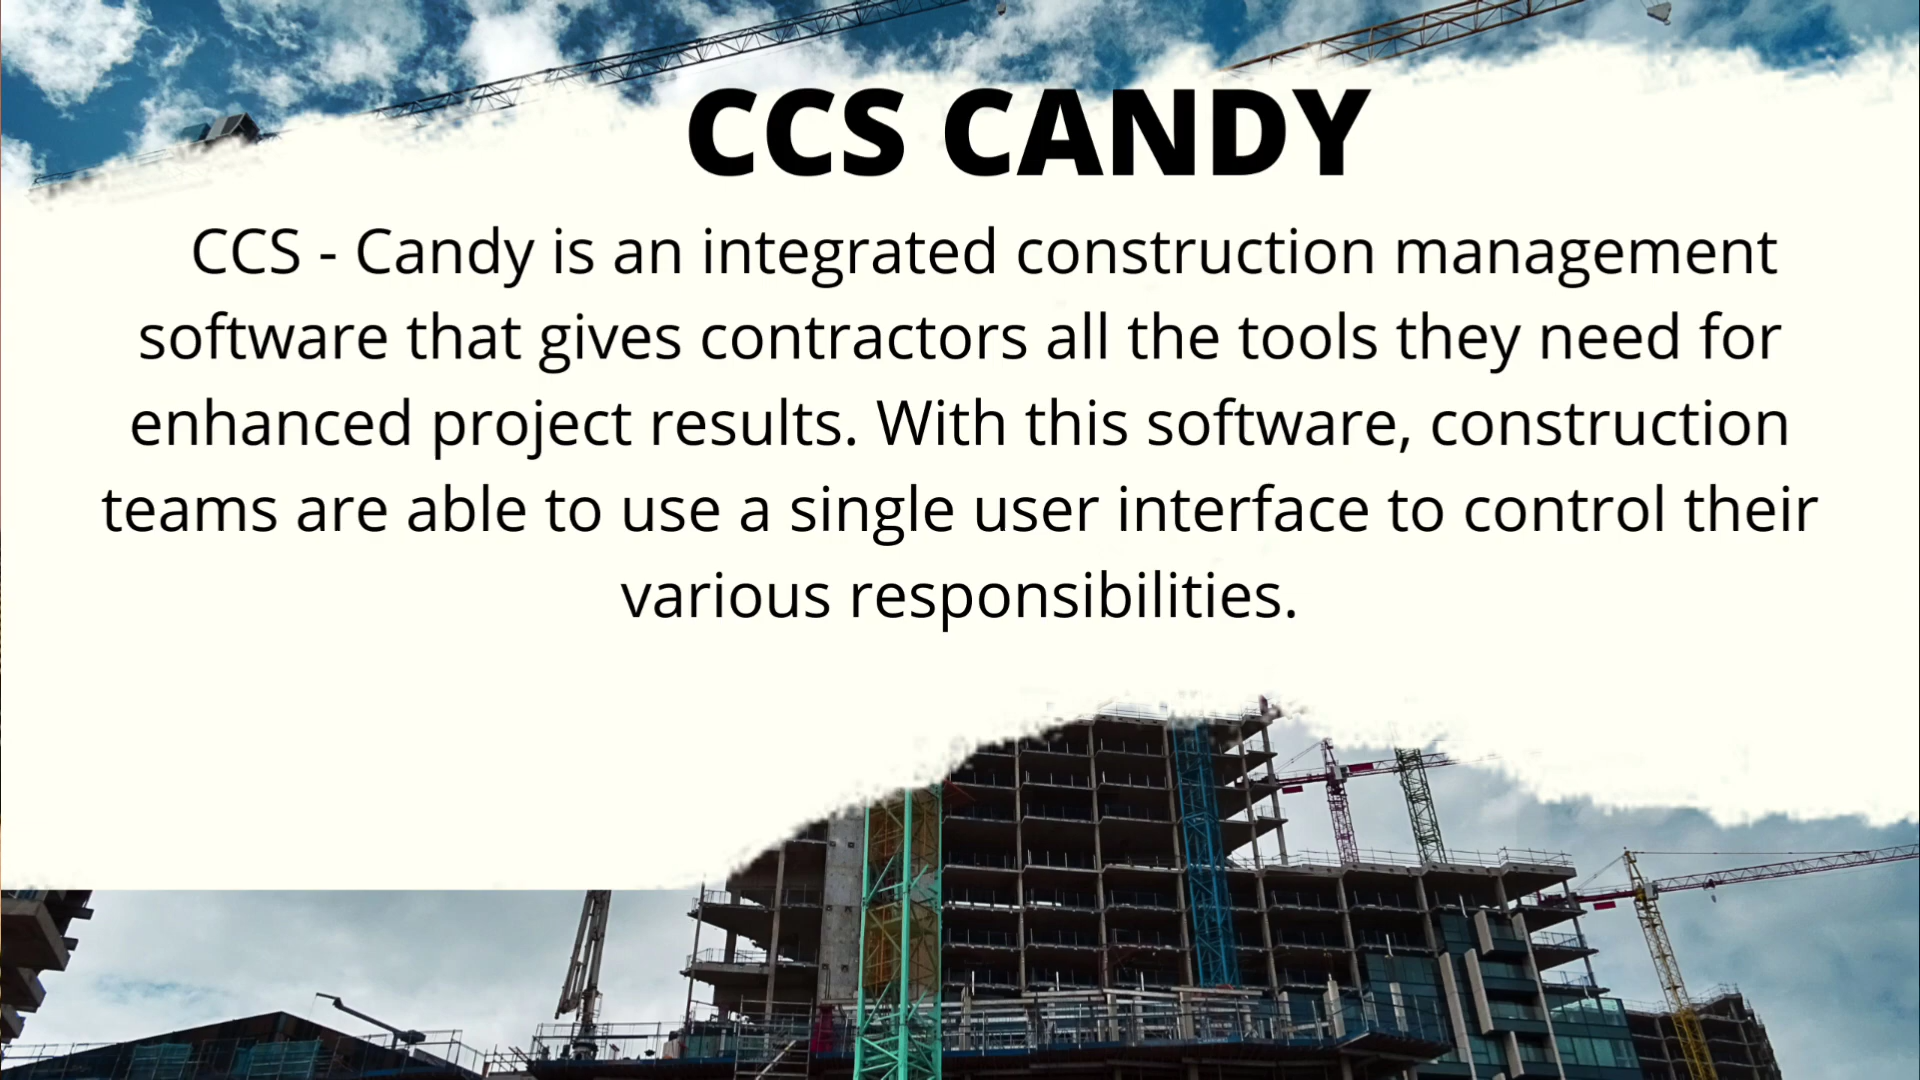 CCS CANDY
CCS - Candy is an integrated construction management
software that gives contractors all the tools they need for
enhanced project results. With this software, construction
teams are able to use a single user interface to control their
various responsibilities.